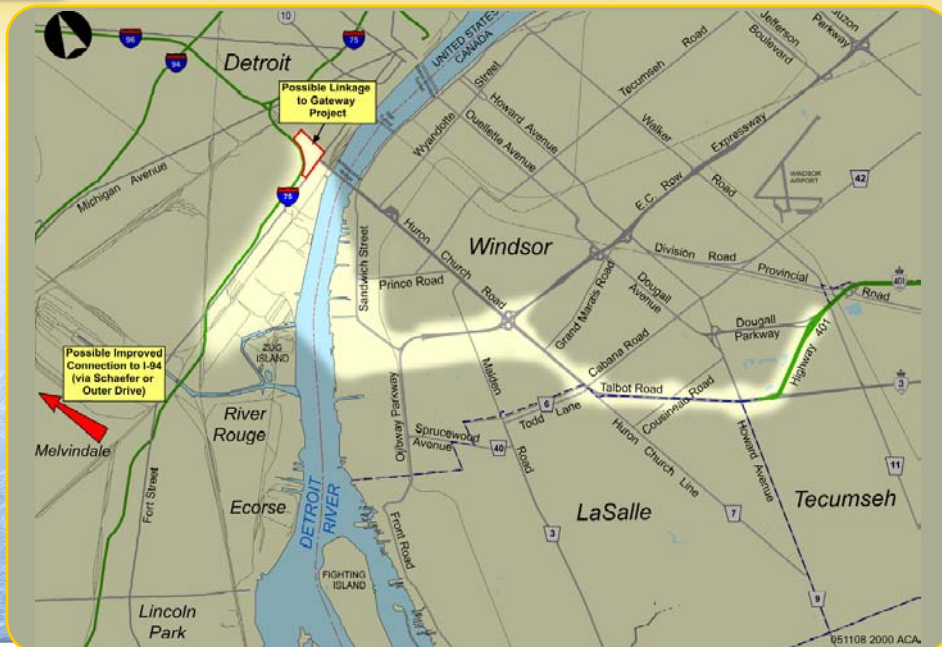 96
94
75
10
Detroit
Possible Linkage
to Gateway
Project
UNITED STATES
CANADA
Jefferson
Boulevard
Parkway
Tecumseh
Road
Street
Howard Avenue
Wyandotte
Ouellette Avenue
Walker
Road
Expressway
E.C. Row
42
WINDSOR
AIRPORT
Michigan Avenue
75
Sandwich Street
Huron
Church
Road
Windsor
Prince Road
Division Road
Provincial
Road
401
Grand Marais Road
Dougall
Avenue
Dougall
Parkway
Highway 401
3
Cabana Road
Talbot Road
Cousineau Road
Possible Improved
Connection to I-94
(via Schaefer or
Outer Drive)
ZUG
ISLAND
Melvindale
River
Rouge
Ojibway Parkway
Malden
Road
6
Todd Lane
Sprucewood
Avenue
40
Huron
Church Line
Howard Avenue
11
Fort Street
Ecorse
DETROIT
RIVER
Front Road
LaSalle
Tecumseh
7
3
FIGHTING
ISLAND
Lincoln
Park
9
051108 2000 ACA